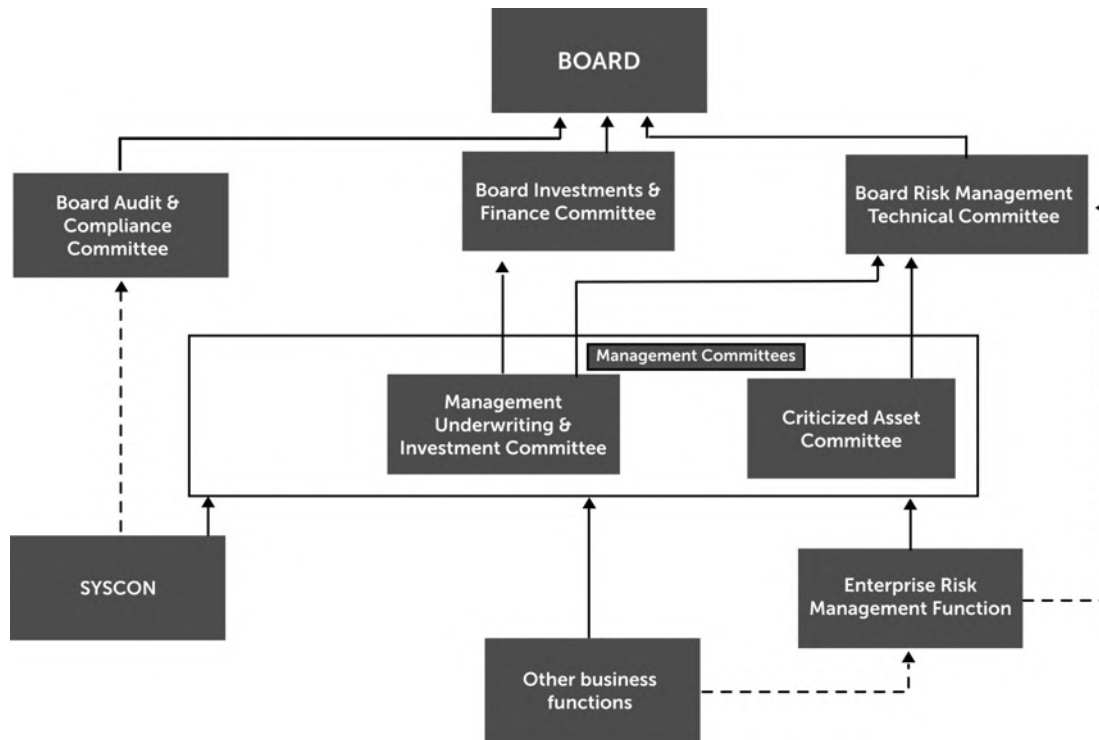 BOARD
Board Audit &
Compliance
Committee
Board Investments &
Finance Committee
Board Risk Management
Technical Committee
Management Committees
Management
Underwriting &
Investment Committee
Criticized Asset
Committee
SYSCON
Enterprise Risk
Management Function
Other business
functions